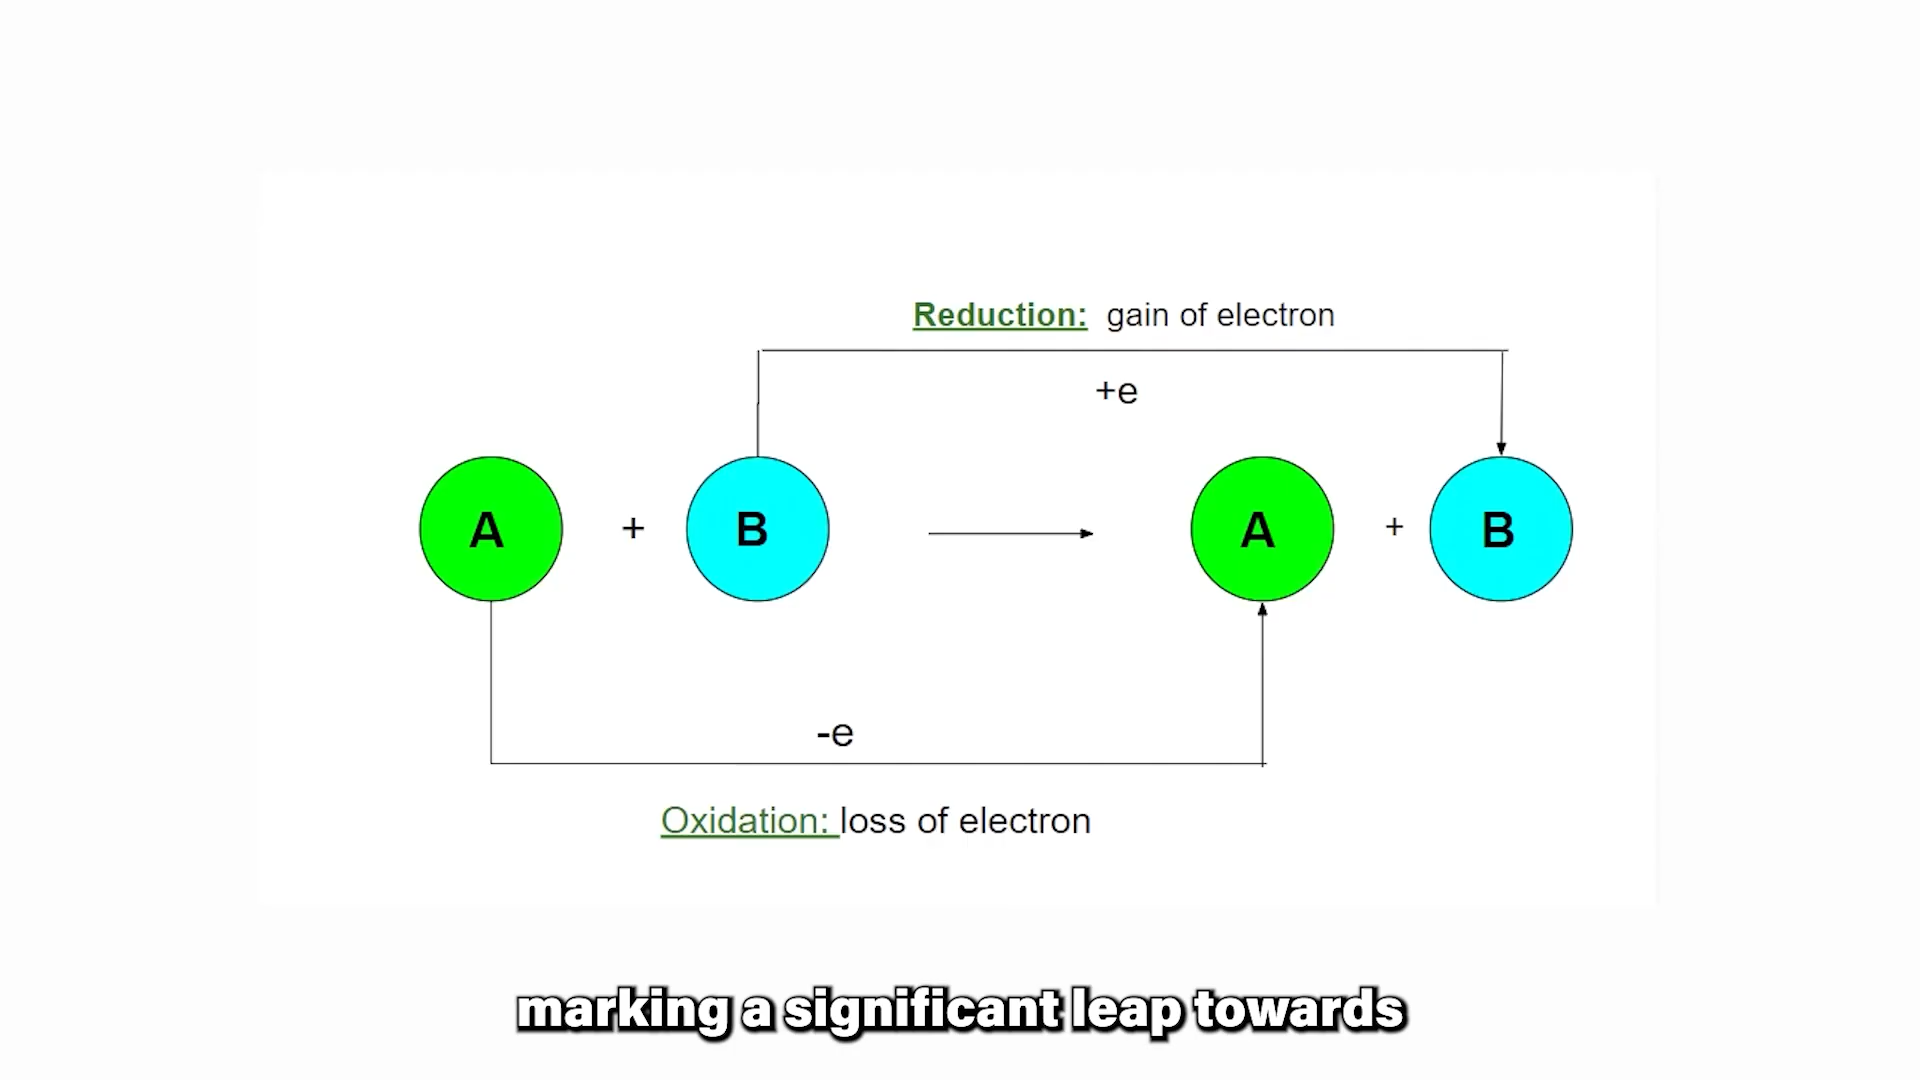 Reduction: gain of electron
+e
A + B A + B
-e
Oxidation: loss of electron
marking a significant leap towards